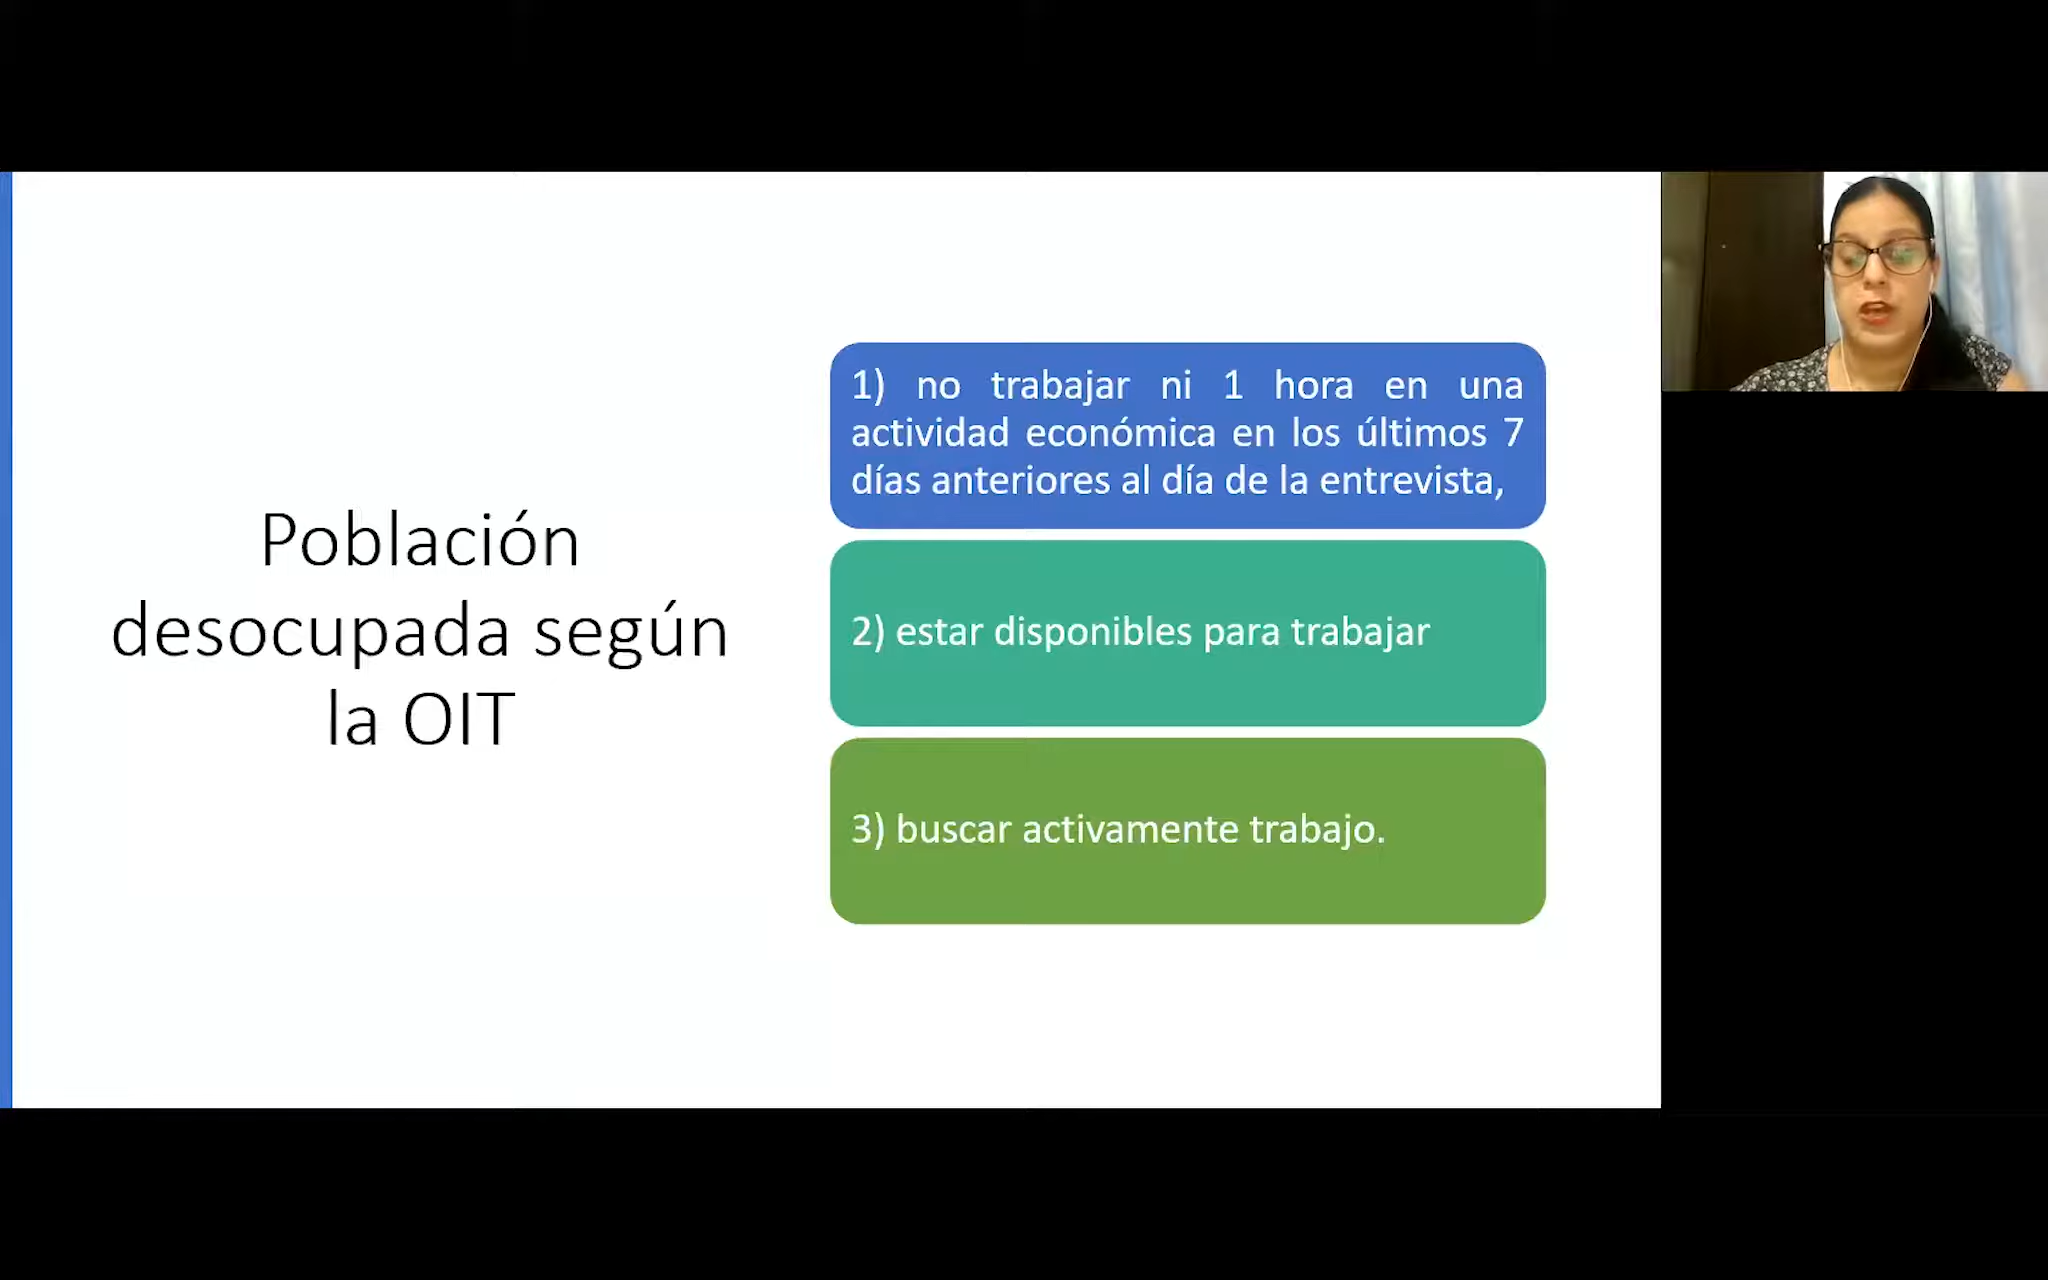 Población
desocupada según
la OIT
1) no trabajar ni 1 hora en una
actividad económica en los últimos 7
días anteriores al día de la entrevista,
2) estar disponibles para trabajar
3) buscar activamente trabajo.